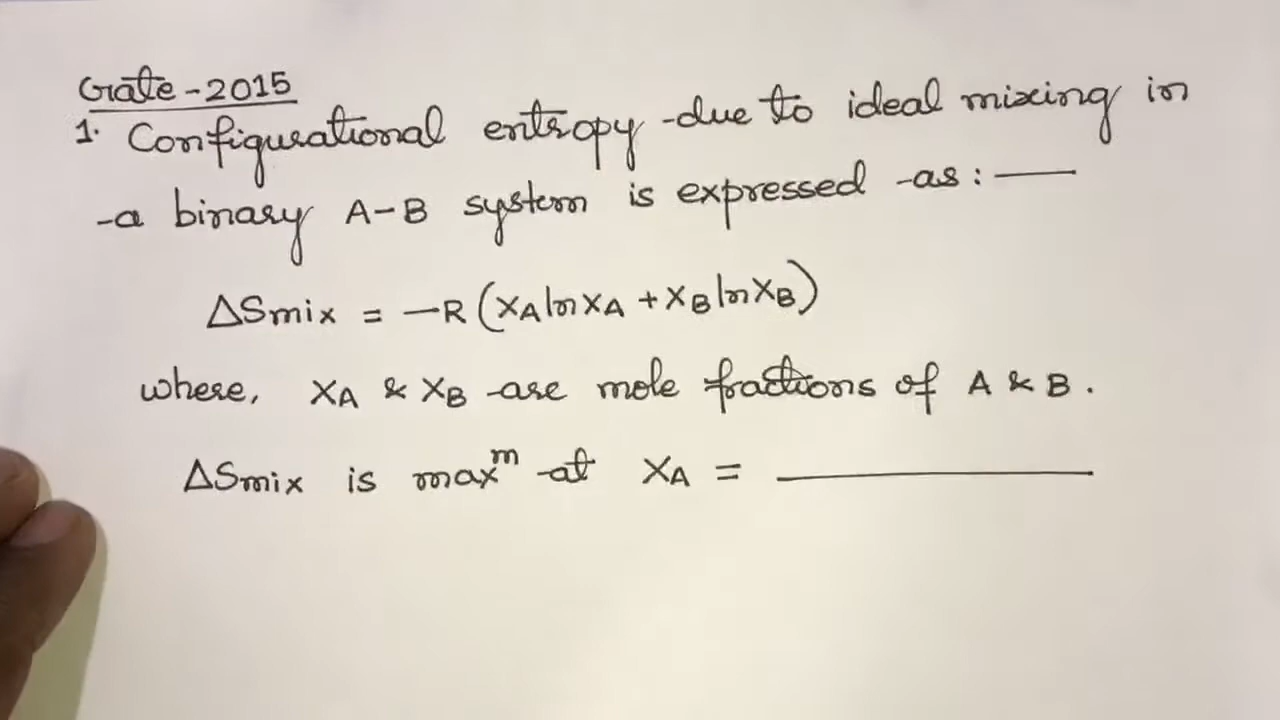 Gate-2015
1. Configurational entropy due to ideal mixing in
a binary A-B system is expressed as:—
ΔSmix = -R (XA ln XA + XB ln XB)
where, XA & XB are mole fractions of A & B.
ΔSmix is maxᵐ at XA = ________